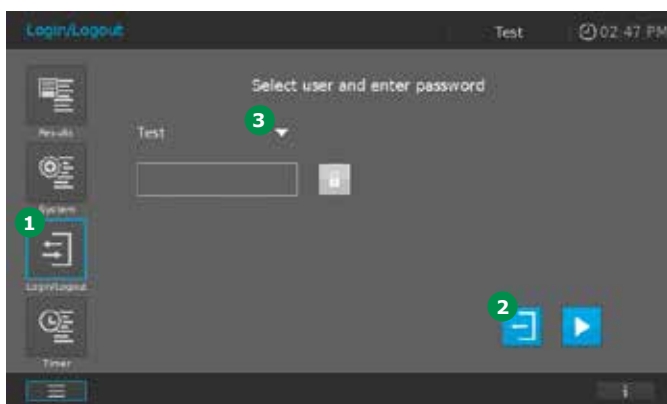 Login/Logout
Test
02:47 PM
Select user and enter password
Results
3
Test
System
1
Login/Logout
2
Timer
i